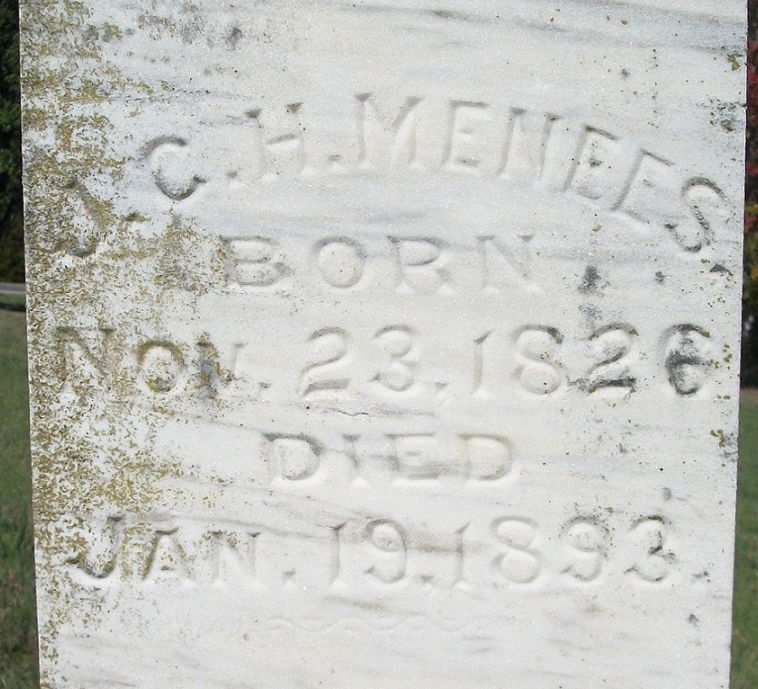 J. C. H. MENEES.
BORN
NOV. 23, 1826
DIED
JAN. 19, 1893.